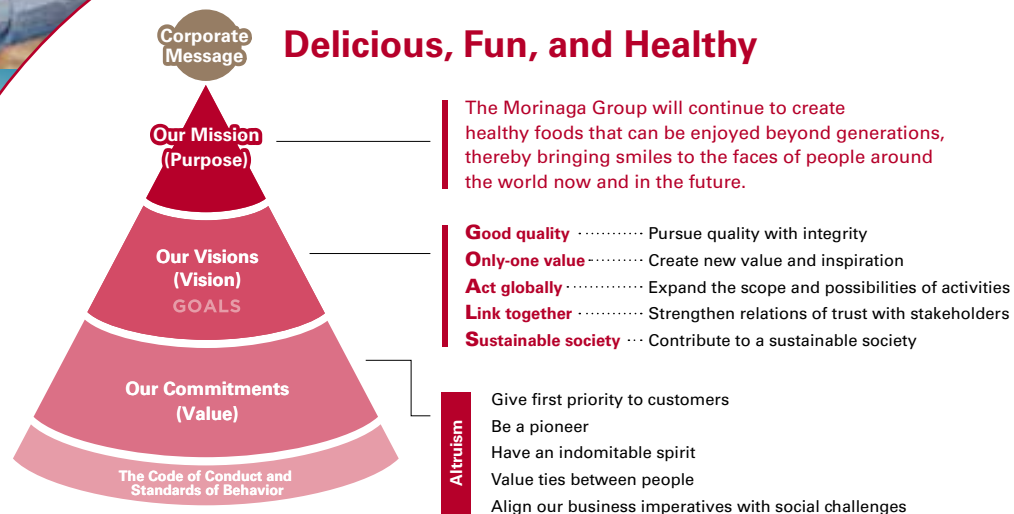 Corporate
Message
Delicious, Fun, and Healthy
Our Mission
(Purpose)
The Morinaga Group will continue to create
healthy foods that can be enjoyed beyond generations,
thereby bringing smiles to the faces of people around
the world now and in the future.
Our Visions
(Vision)
GOALS
Good quality ············ Pursue quality with integrity
Only-one value ··········· Create new value and inspiration
Act globally ·············· Expand the scope and possibilities of activities
Link together ············ Strengthen relations of trust with stakeholders
Sustainable society ··· Contribute to a sustainable society
Our Commitments
(Value)
Altruism
Give first priority to customers
Be a pioneer
Have an indomitable spirit
Value ties between people
Align our business imperatives with social challenges
The Code of Conduct and
Standards of Behavior